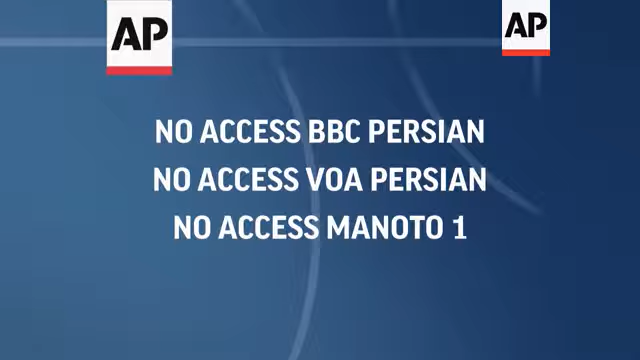 AP
AP
NO ACCESS BBC PERSIAN
NO ACCESS VOA PERSIAN
NO ACCESS MANOTO 1